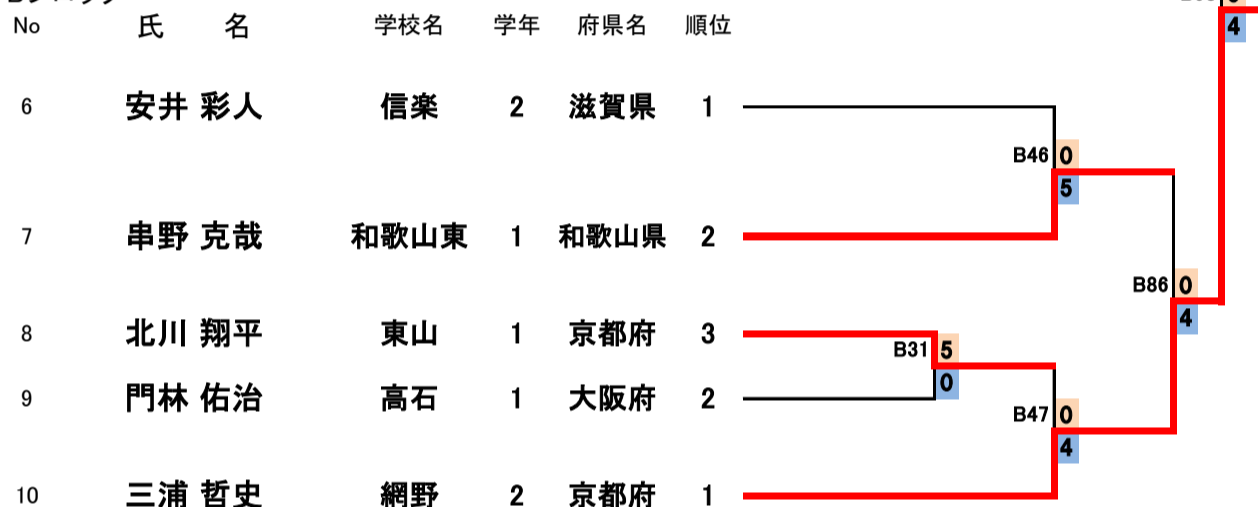 No 氏 名 学校名 学年 府県名 順位
4
6 安井 彩人 信楽 2 滋賀県 1
B46 0
5
7 串野 克哉 和歌山東 1 和歌山県 2
B86 0
4
8 北川 翔平 東山 1 京都府 3
B31 5
0
9 門林 佑治 高石 1 大阪府 2
B47 0
4
10 三浦 哲史 網野 2 京都府 1